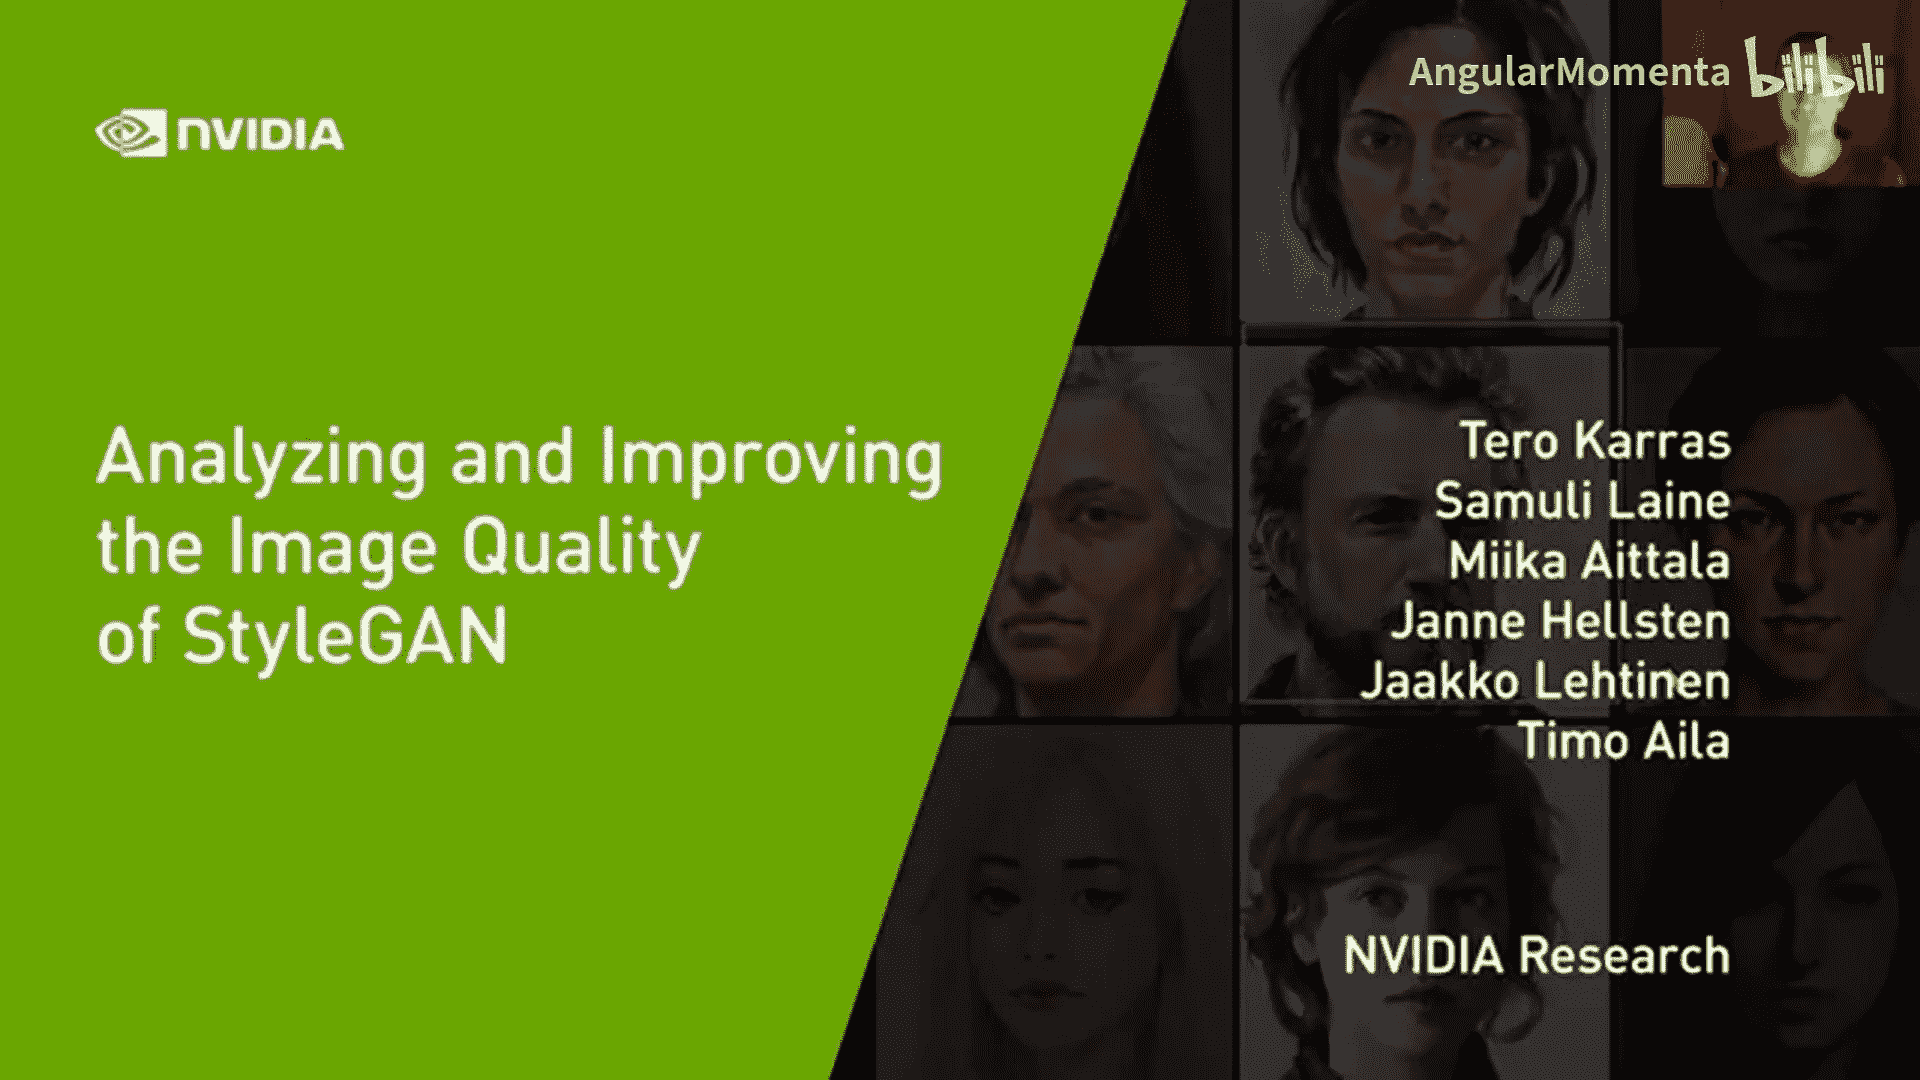 AngularMomenta bilibili
NVIDIA
Analyzing and Improving
the Image Quality
of StyleGAN
Tero Karras
Samuli Laine
Miika Aittala
Janne Hellsten
Jaakko Lehtinen
Timo Aila
NVIDIA Research